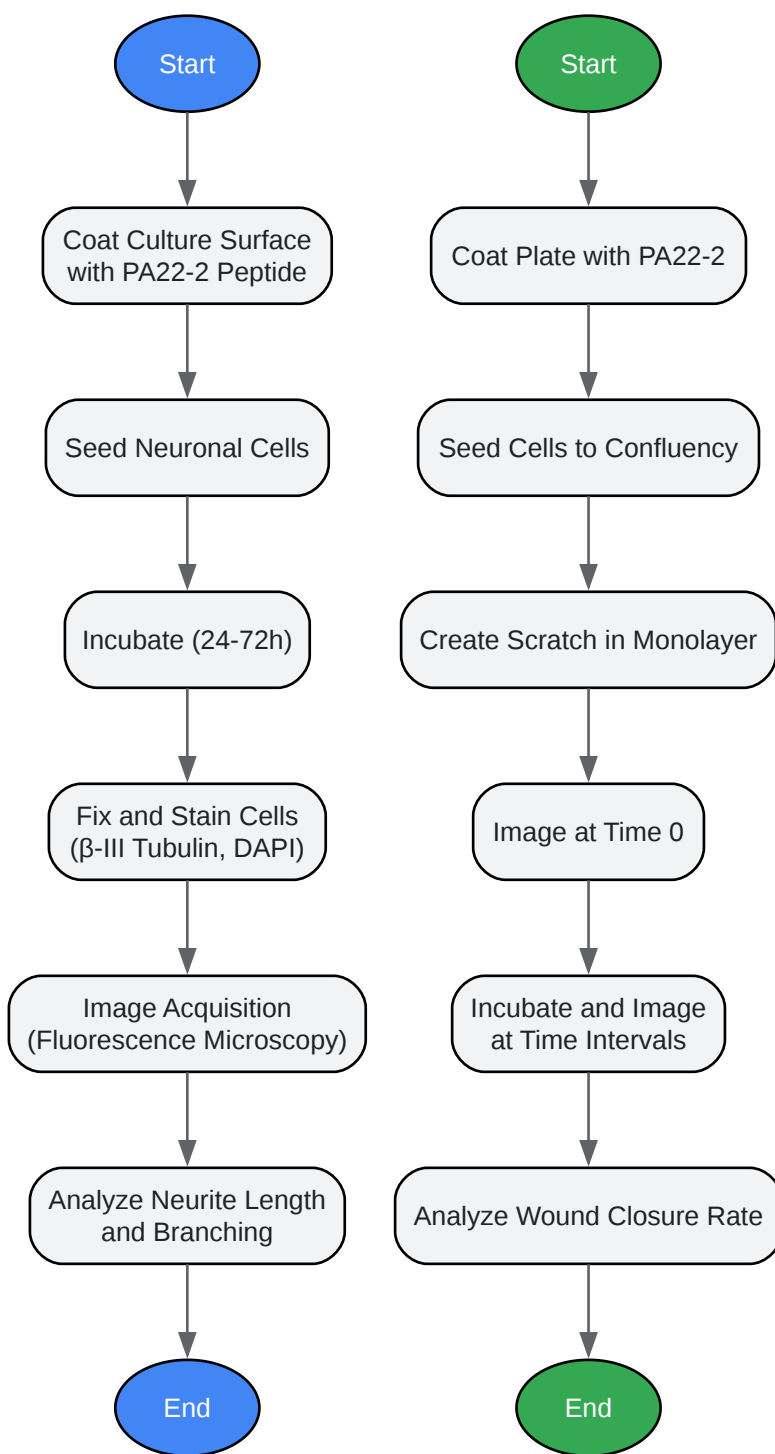 Start
Coat Culture Surface
with PA22-2 Peptide
Seed Neuronal Cells
Incubate (24-72h)
Fix and Stain Cells
(β-III Tubulin, DAPI)
Image Acquisition
(Fluorescence Microscopy)
Analyze Neurite Length
and Branching
End
Start
Coat Plate with PA22-2
Seed Cells to Confluency
Create Scratch in Monolayer
Image at Time 0
Incubate and Image
at Time Intervals
Analyze Wound Closure Rate
End